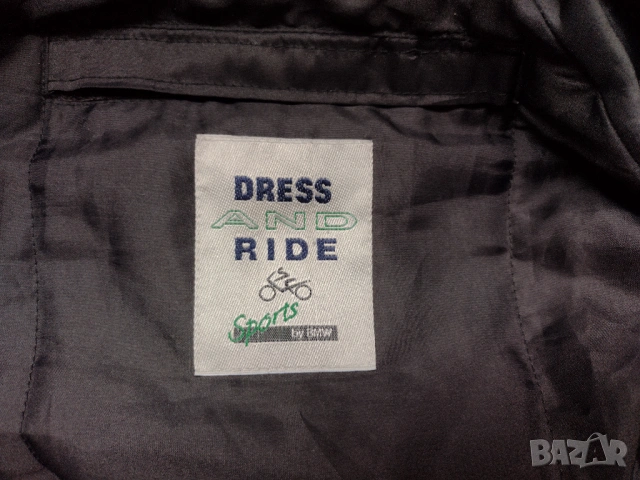 DRESS
AND
RIDE
Sports
by BMW
BAZAR